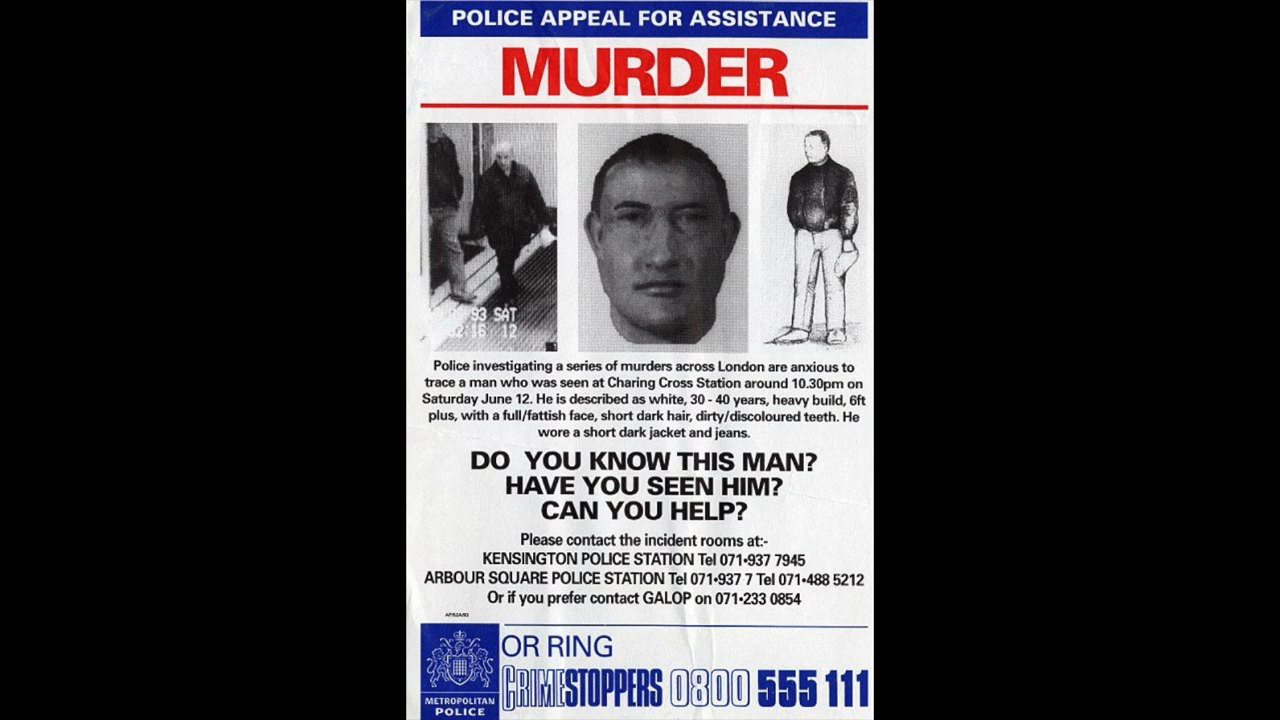 POLICE APPEAL FOR ASSISTANCE
MURDER
93 SAT
02:16 12
Police investigating a series of murders across London are anxious to
trace a man who was seen at Charing Cross Station around 10.30pm on
Saturday June 12. He is described as white, 30 - 40 years, heavy build, 6ft
plus, with a full/fattish face, short dark hair, dirty/discoloured teeth. He
wore a short dark jacket and jeans.
DO YOU KNOW THIS MAN?
HAVE YOU SEEN HIM?
CAN YOU HELP?
Please contact the incident rooms at:-
KENSINGTON POLICE STATION Tel 071•937 7945
ARBOUR SQUARE POLICE STATION Tel 071•937 7 Tel 071•488 5212
Or if you prefer contact GALOP on 071•233 0854
OR RING
CRIMESTOPPERS 0800 555 111
METROPOLITAN
POLICE